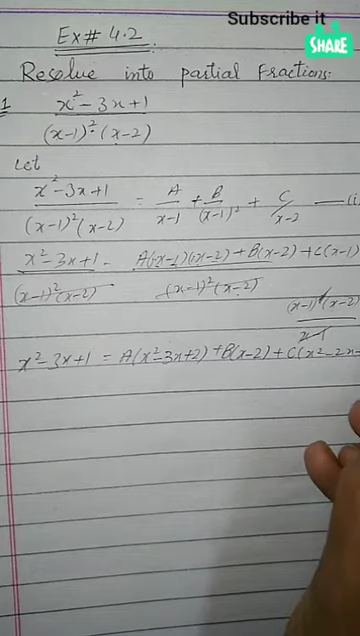 Subscribe it
SHARE
Ex# 4.2
Resolve into partial Fractions:
1 x² - 3x + 1
(x-1)² (x-2)
Let
x² - 3x + 1 / (x-1)² (x-2) = A / x-1 + B / (x-1)² + C / x-2 — (i)
x² - 3x + 1 / (x-1)² (x-2) = A(x-1)(x-2) + B(x-2) + C(x-1) / (x-1)² (x-2)
(x-1)² (x-2)
x-1
x² - 3x + 1 = A(x² - 3x + 2) + B(x-2) + C(x² - 2x